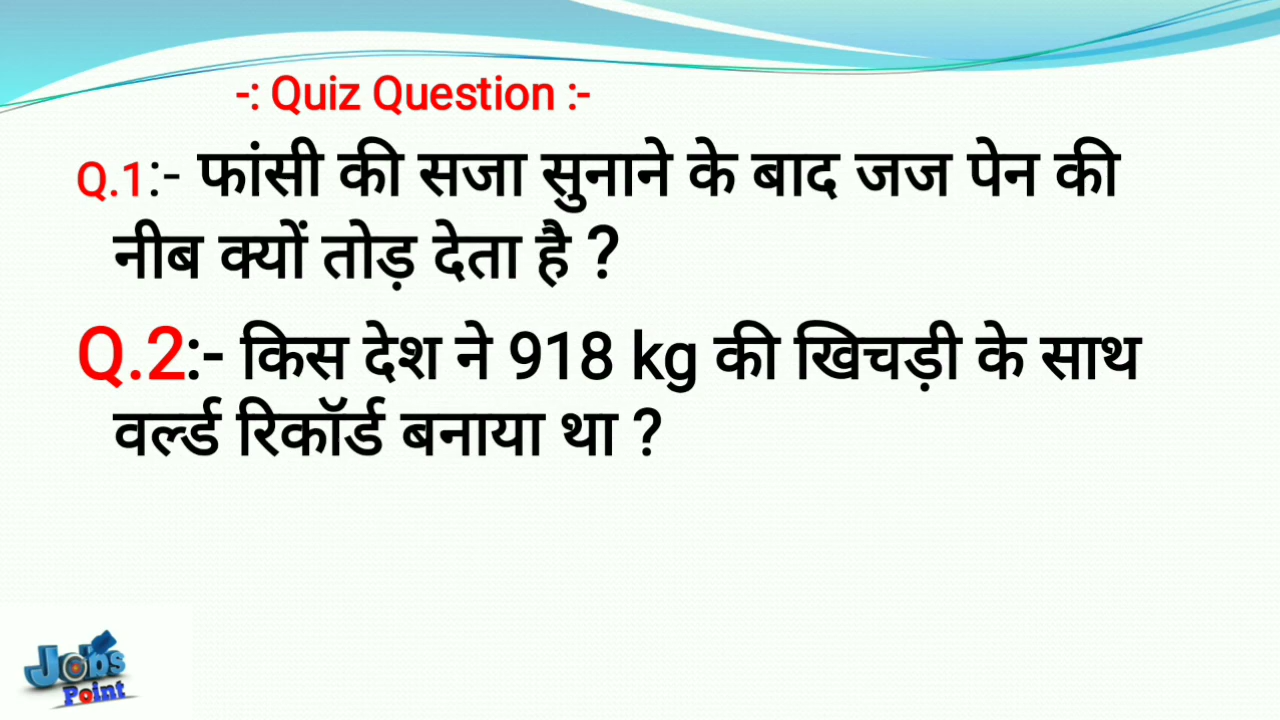 -: Quiz Question :-
Q.1:- फांसी की सजा सुनाने के बाद जज पेन की
नीब क्यों तोड़ देता है ?
Q.2:- किस देश ने 918 kg की खिचड़ी के साथ
वर्ल्ड रिकॉर्ड बनाया था ?
Jobs
Point